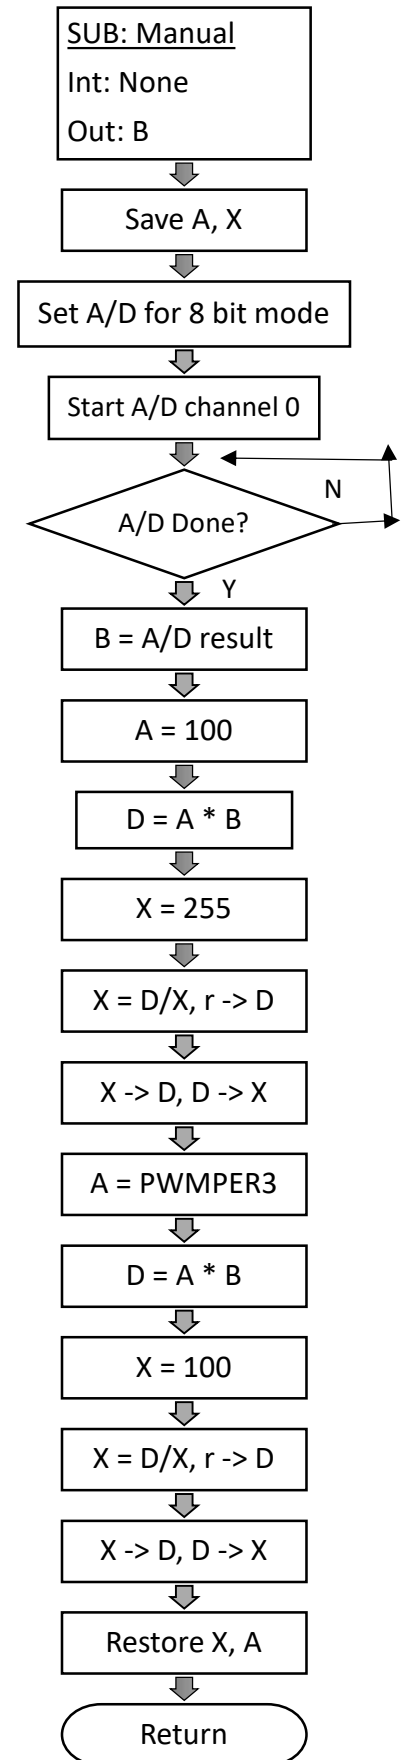 SUB: Manual
Int: None
Out: B
Save A, X
Set A/D for 8 bit mode
Start A/D channel 0
N
A/D Done?
Y
B = A/D result
A = 100
D = A * B
X = 255
X = D/X, r -> D
X -> D, D -> X
A = PWMPER3
D = A * B
X = 100
X = D/X, r -> D
X -> D, D -> X
Restore X, A
Return